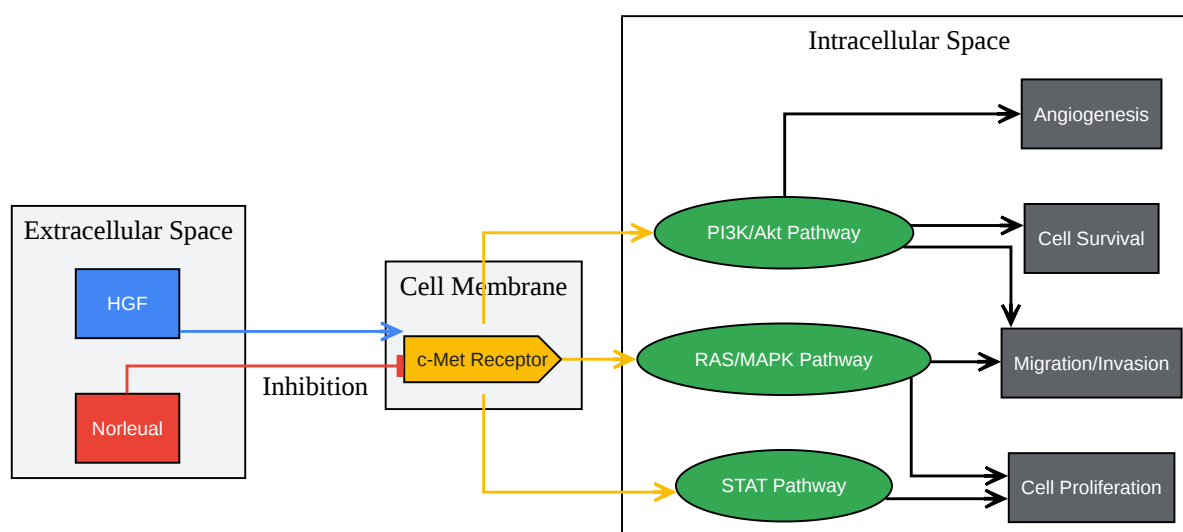 Intracellular Space
Angiogenesis
Extracellular Space
PI3K/Akt Pathway
Cell Survival
HGF
Cell Membrane
c-Met Receptor
RAS/MAPK Pathway
Migration/Invasion
Inhibition
Norleual
STAT Pathway
Cell Proliferation